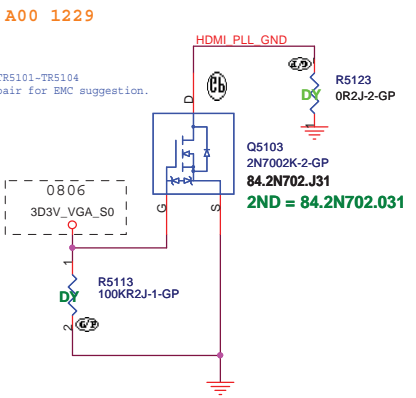 A00 1229
HDMI_PLL_GND
TR5101-TR5104
pair for EMC suggestion.
R5123
DY
0R2J-2-GP
1
D
Q5103
2N7002K-2-GP
84.2N702.J31
2ND = 84.2N702.031
0806
3D3V_VGA_S0
G
S
1
R5113
DY
100KR2J-1-GP
2